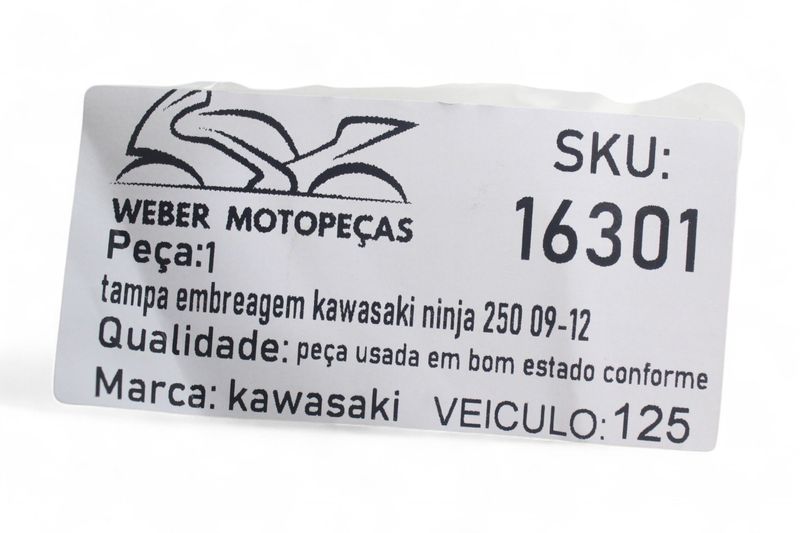 WEBER MOTOPEÇAS
SKU:
16301
Peça:1
tampa embreagem kawasaki ninja 250 09-12
Qualidade: peça usada em bom estado conforme
Marca: kawasaki VEICULO: 125